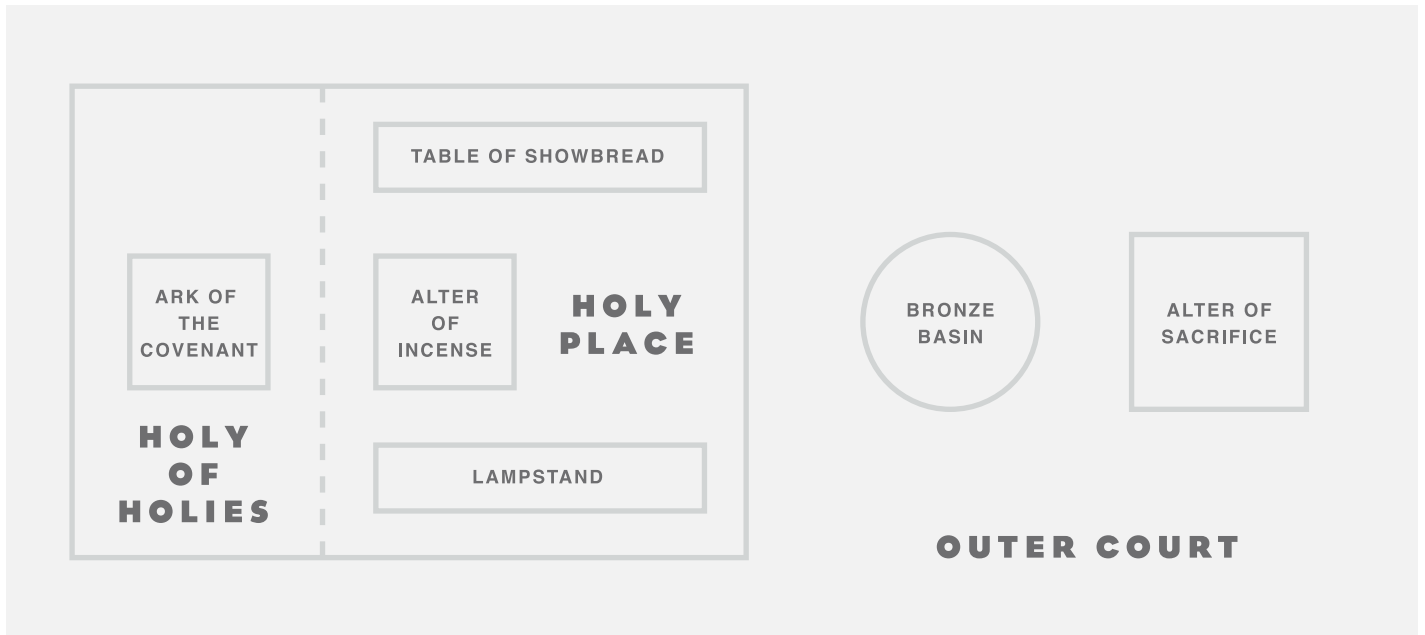 TABLE OF SHOWBREAD
ARK OF
THE
COVENANT
HOLY
OF
HOLIES
ALTER
OF
INCENSE
HOLY
PLACE
LAMPSTAND
BRONZE
BASIN
ALTER OF
SACRIFICE
OUTER COURT